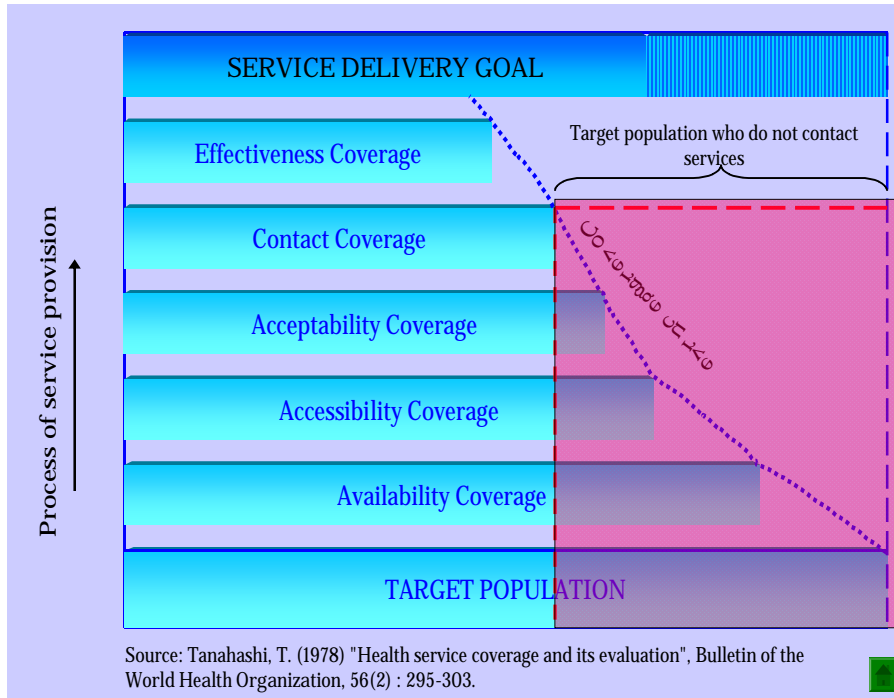 SERVICE DELIVERY GOAL
Target population who do not contact
services
Effectiveness Coverage
Contact Coverage
Coverage curve
Acceptability Coverage
Accessibility Coverage
Availability Coverage
TARGET POPULATION
Process of service provision
Source: Tanahashi, T. (1978) "Health service coverage and its evaluation", Bulletin of the
World Health Organization, 56(2) : 295-303.